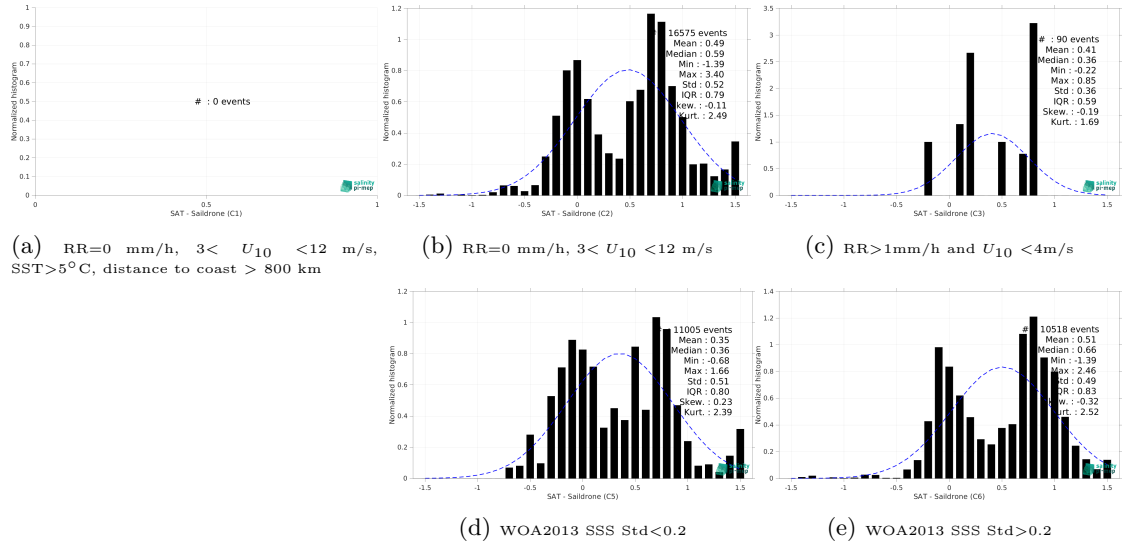 1
0.9
0.8
0.7
0.6
0.5
0.4
0.3
0.2
0.1
0
Normalized histogram
# : 0 events
0 0.5 1
SAT - Saildrone (C1)
salinity
pi-mep
(a) RR=0 mm/h, 3< U10 <12 m/s,
SST>5°C, distance to coast > 800 km
1.2
1
0.8
0.6
0.4
0.2
0
Normalized histogram
16575 events
Mean : 0.49
Median : 0.59
Min : -1.39
Max : 3.40
Std : 0.52
IQR : 0.79
Skew. : -0.11
Kurt. : 2.49
-1.5 -1 -0.5 0 0.5 1 1.5
SAT - Saildrone (C2)
salinity
pi-mep
(b) RR=0 mm/h, 3< U10 <12 m/s
3.5
3
2.5
2
1.5
1
0.5
0
Normalized histogram
# : 90 events
Mean : 0.41
Median : 0.36
Min : -0.22
Max : 0.85
Std : 0.36
IQR : 0.59
Skew. : -0.19
Kurt. : 1.69
-1.5 -1 -0.5 0 0.5 1 1.5
SAT - Saildrone (C3)
salinity
pi-mep
(c) RR>1mm/h and U10 <4m/s
1.2
1
0.8
0.6
0.4
0.2
0
Normalized histogram
11005 events
Mean : 0.35
Median : 0.36
Min : -0.68
Max : 1.66
Std : 0.51
IQR : 0.80
Skew. : 0.23
Kurt. : 2.39
-1.5 -1 -0.5 0 0.5 1 1.5
SAT - Saildrone (C5)
salinity
pi-mep
(d) WOA2013 SSS Std<0.2
1.4
1.2
1
0.8
0.6
0.4
0.2
0
Normalized histogram
# 10518 events
Mean : 0.51
Median : 0.66
Min : -1.39
Max : 2.46
Std : 0.49
IQR : 0.83
Skew. : -0.32
Kurt. : 2.52
-1.5 -1 -0.5 0 0.5 1 1.5
SAT - Saildrone (C6)
salinity
pi-mep
(e) WOA2013 SSS Std>0.2